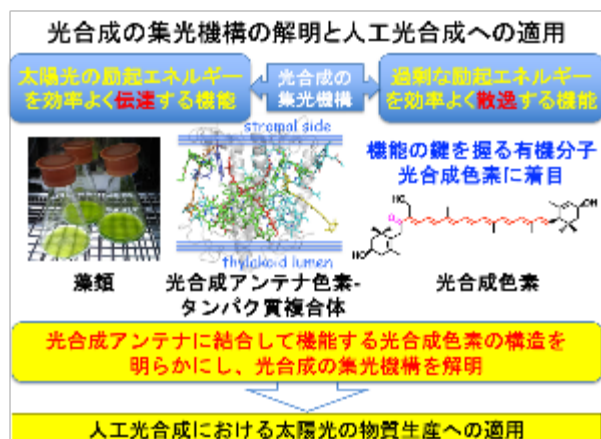 光合成の集光機構の解明と人工光合成への適用
太陽光の励起エネルギー
を効率よく伝達する機能
光合成の
集光機構
過剰な励起エネルギー
を効率よく散逸する機能
stromal side
thylakoid lumen
機能の鍵を握る有機分子
光合成色素に着目
HO
O
HO
OH
藻類
光合成アンテナ色素-
タンパク質複合体
光合成色素
光合成アンテナに結合して機能する光合成色素の構造を
明らかにし、光合成の集光機構を解明
人工光合成における太陽光の物質生産への適用